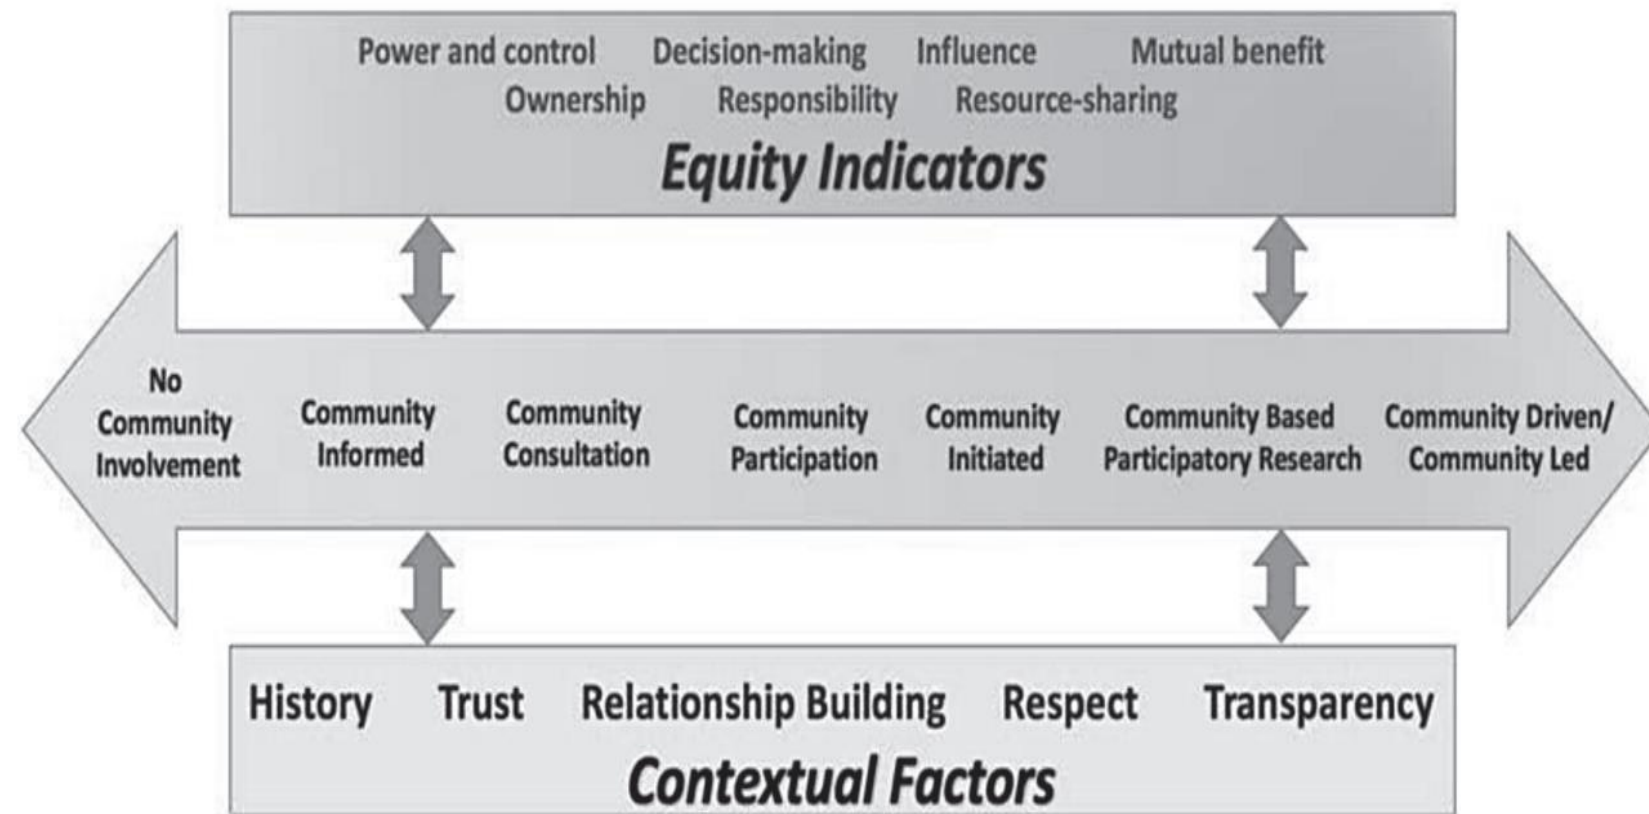 Power and control Decision-making Influence Mutual benefit
Ownership Responsibility Resource-sharing
Equity Indicators
No
Community
Involvement
Community
Informed
Community
Consultation
Community
Participation
Community
Initiated
Community Based
Participatory Research
Community Driven/
Community Led
History Trust Relationship Building Respect Transparency
Contextual Factors